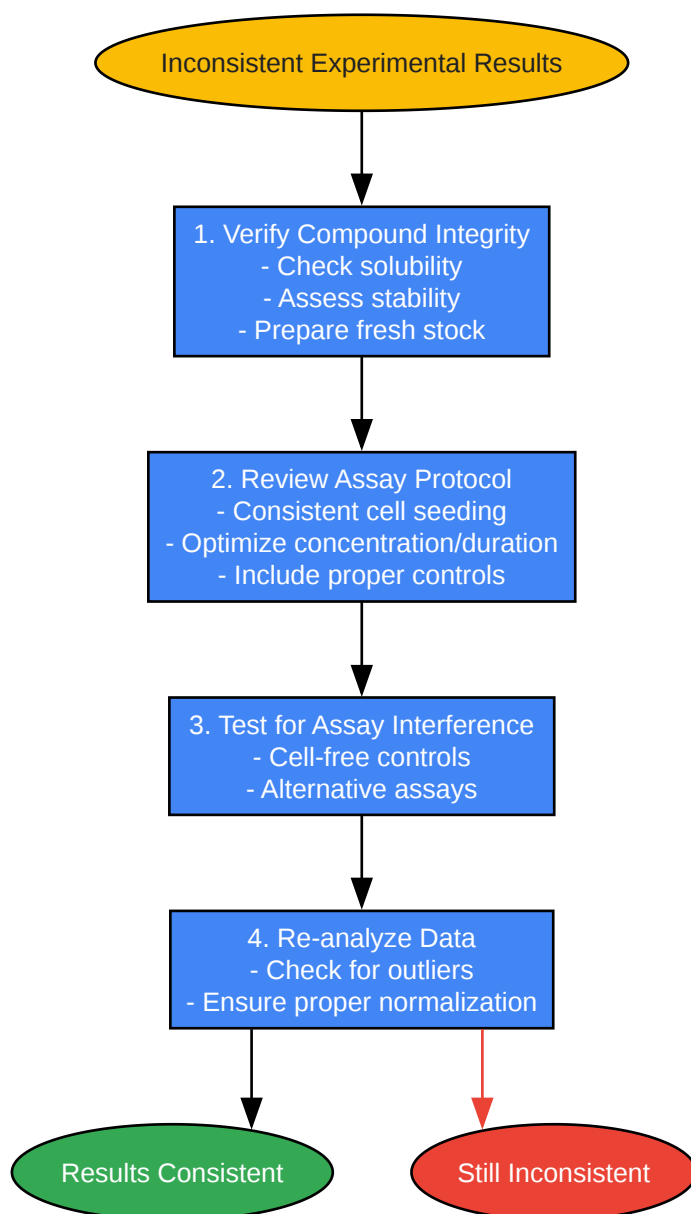 Inconsistent Experimental Results
1. Verify Compound Integrity
- Check solubility
- Assess stability
- Prepare fresh stock
2. Review Assay Protocol
- Consistent cell seeding
- Optimize concentration/duration
- Include proper controls
3. Test for Assay Interference
- Cell-free controls
- Alternative assays
4. Re-analyze Data
- Check for outliers
- Ensure proper normalization
Results Consistent
Still Inconsistent